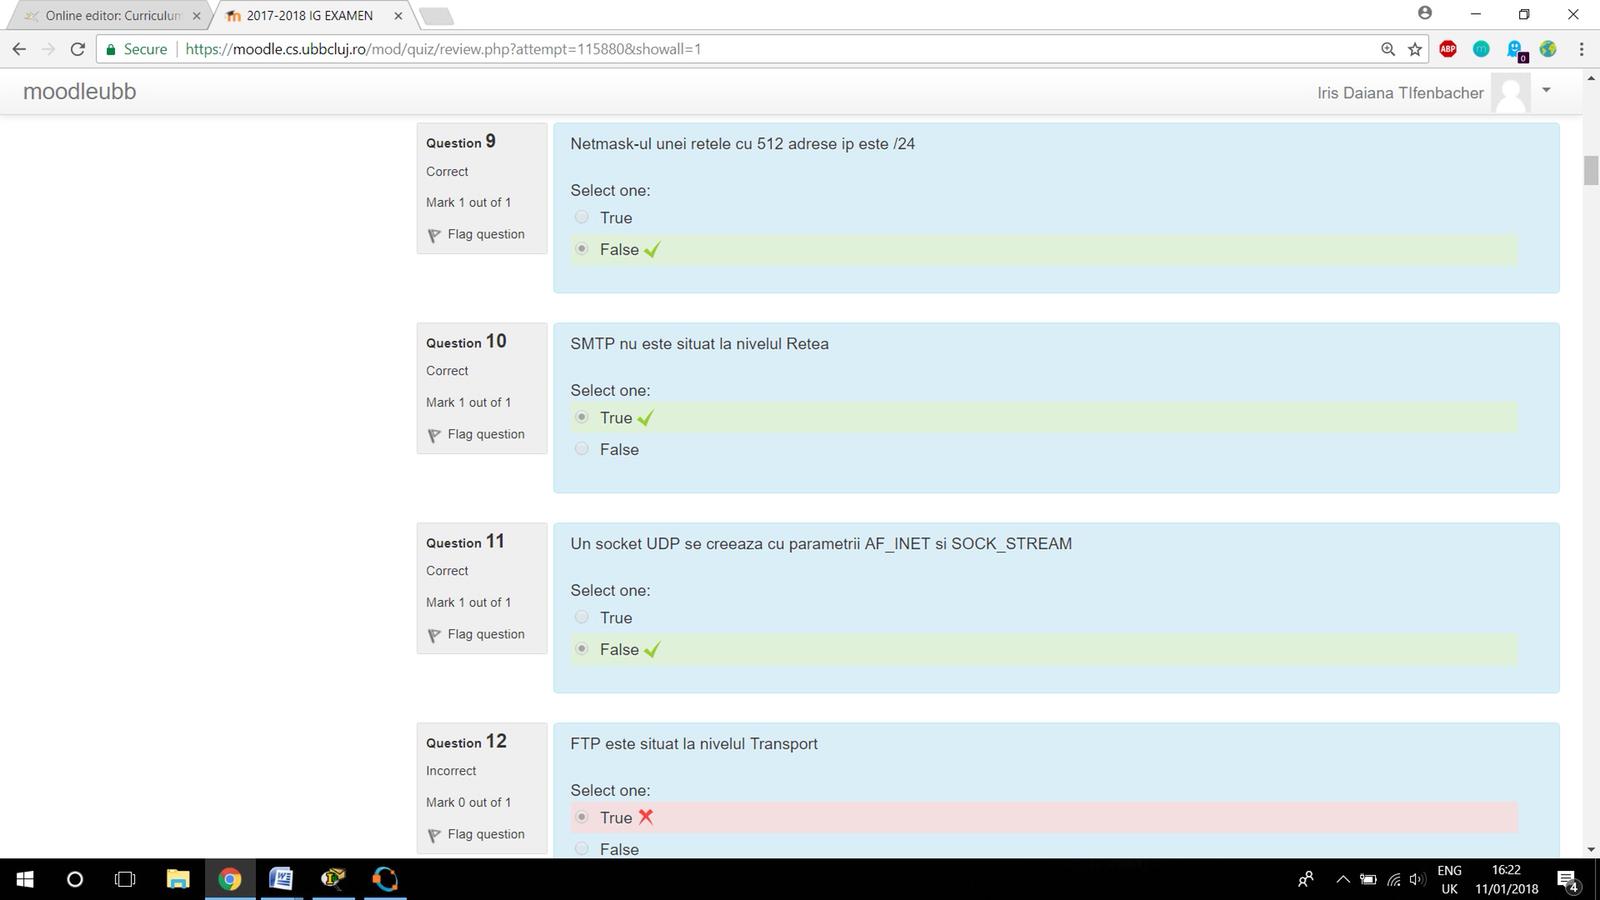 Online editor: Curriculum
2017-2018 IG EXAMEN
Secure
https://moodle.cs.ubbcluj.ro/mod/quiz/review.php?attempt=115880&showall=1
ABP
m
0
moodleubb
Iris Daiana TIfenbacher
Question 9
Correct
Mark 1 out of 1
Flag question
Netmask-ul unei retele cu 512 adrese ip este /24
Select one:
True
False
Question 10
Correct
Mark 1 out of 1
Flag question
SMTP nu este situat la nivelul Retea
Select one:
True
False
Question 11
Correct
Mark 1 out of 1
Flag question
Un socket UDP se creeaza cu parametrii AF_INET si SOCK_STREAM
Select one:
True
False
Question 12
Incorrect
Mark 0 out of 1
Flag question
FTP este situat la nivelul Transport
Select one:
True
False
ENG
UK
16:22
11/01/2018
4